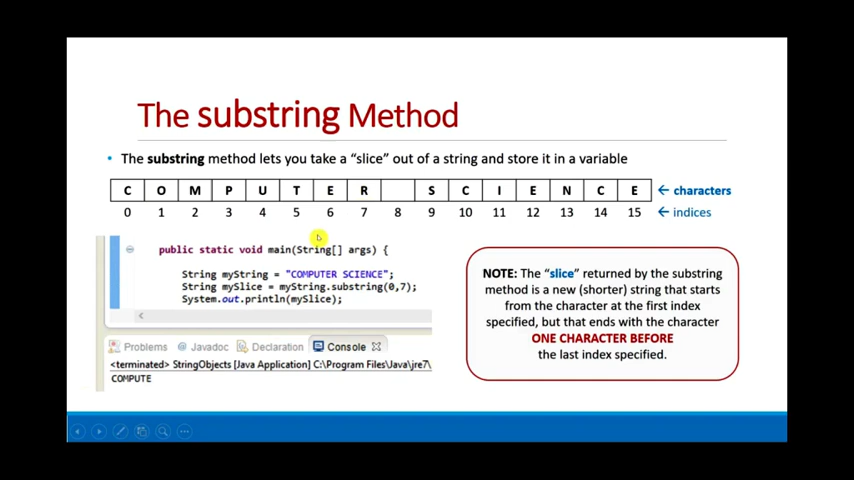 The substring Method
• The substring method lets you take a “slice” out of a string and store it in a variable
C O M P U T E R S C I E N C E ← characters
0 1 2 3 4 5 6 7 8 9 10 11 12 13 14 15 ← indices
public static void main(String[] args) {
String myString = "COMPUTER SCIENCE";
String mySlice = myString.substring(0,7);
System.out.println(mySlice);
Problems @ Javadoc Declaration Console
<terminated> StringObjects [Java Application] C:\Program Files\Java\jre7\
COMPUTE
NOTE: The “slice” returned by the substring
method is a new (shorter) string that starts
from the character at the first index
specified, but that ends with the character
ONE CHARACTER BEFORE
the last index specified.